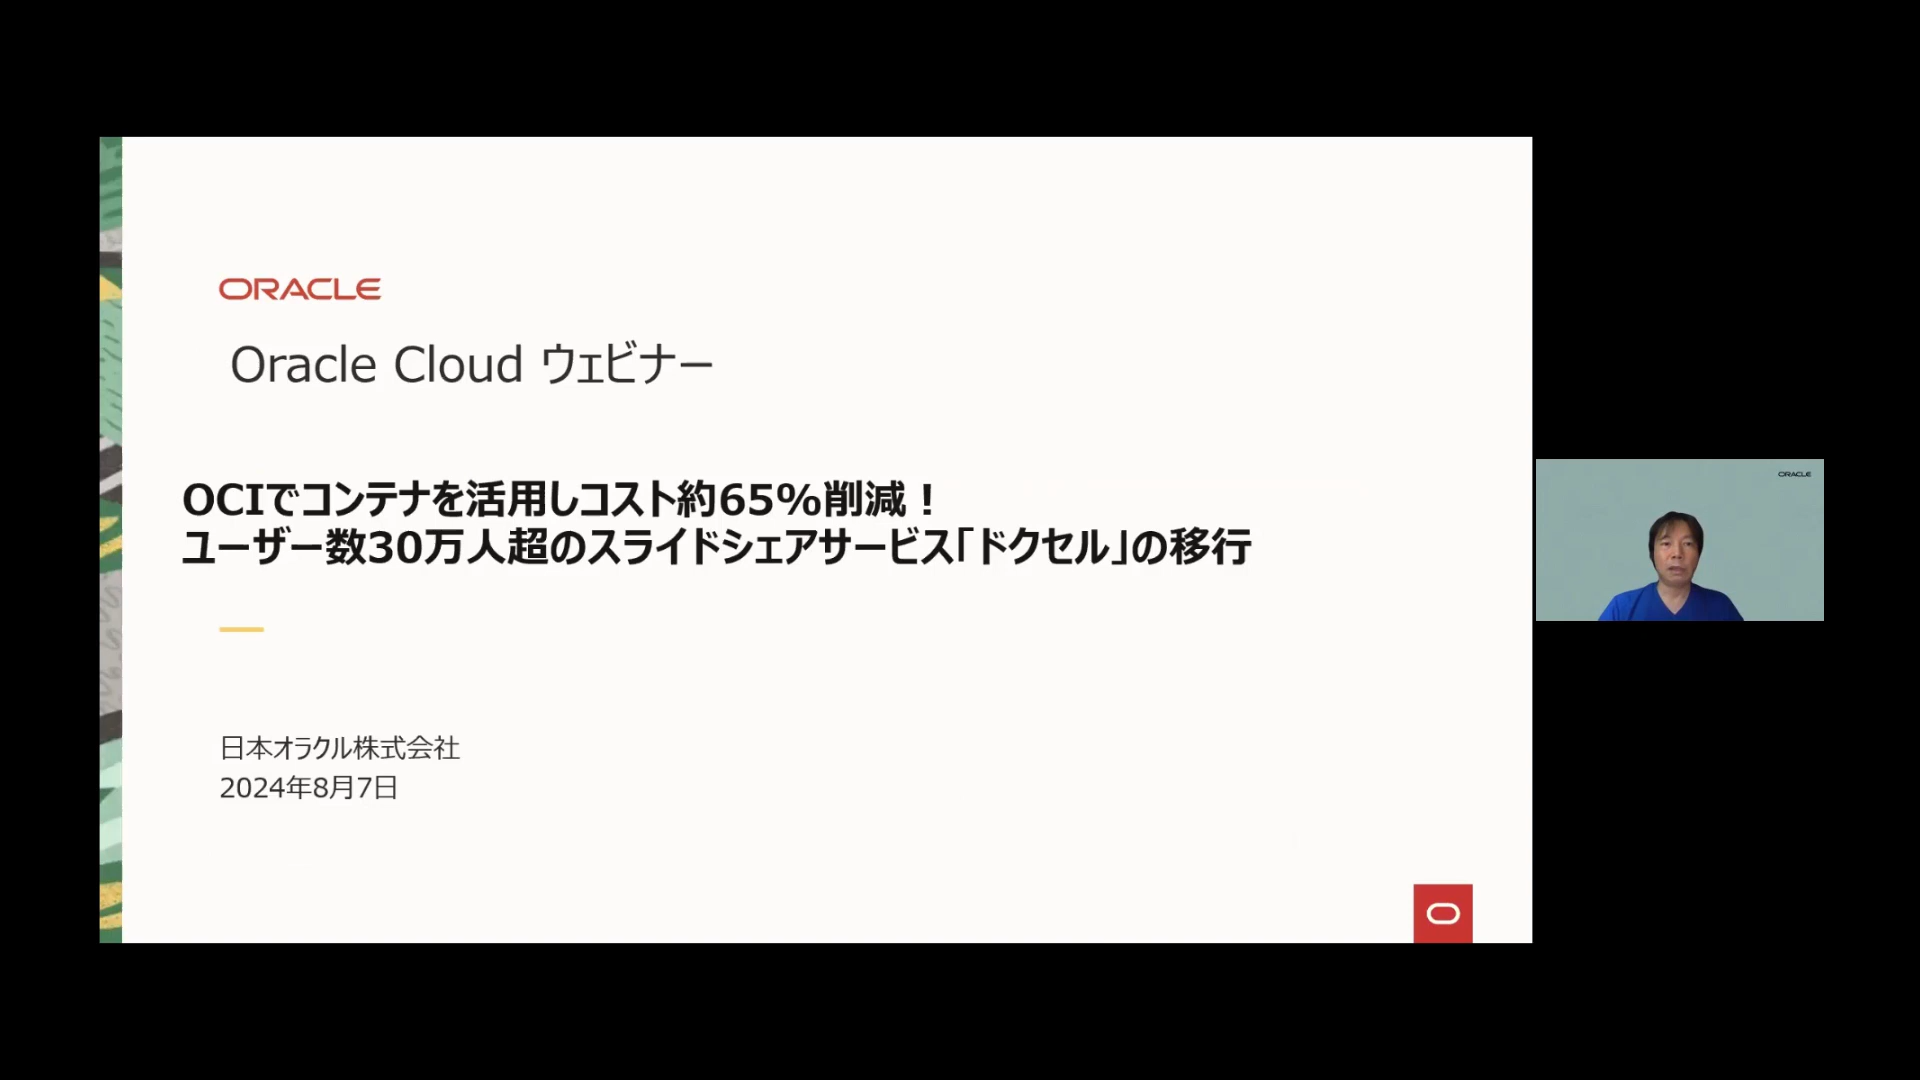 ORACLE
Oracle Cloud ウェビナー
OCIでコンテナを活用しコスト約65%削減！
ユーザー数30万人超のスライドシェアサービス「ドクセル」の移行
日本オラクル株式会社
2024年8月7日
ORACLE